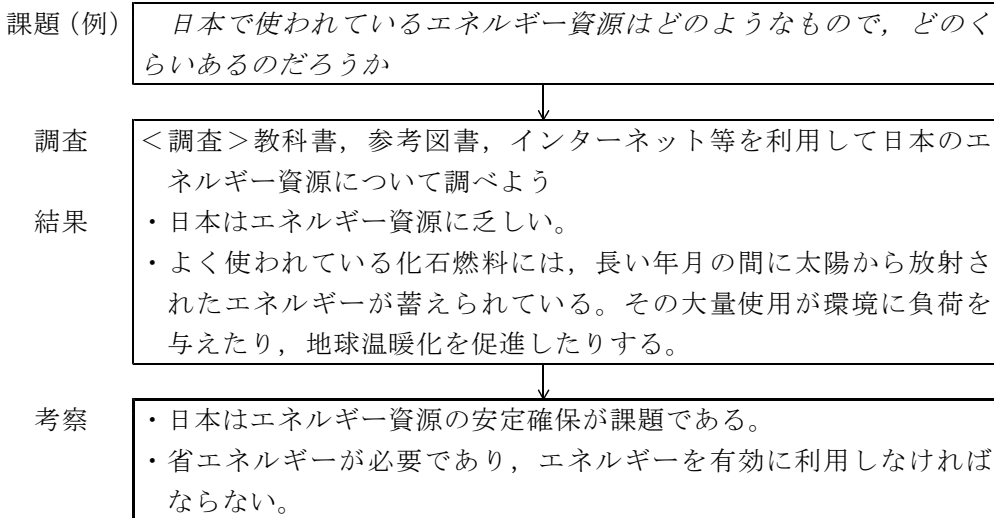 課題（例） 日本で使われているエネルギー資源はどのようなもので，どのく
らいあるのだろうか
調査 ＜調査＞教科書，参考図書，インターネット等を利用して日本のエ
ネルギー資源について調べよう
結果 ・日本はエネルギー資源に乏しい。
・よく使われている化石燃料には，長い年月の間に太陽から放射さ
れたエネルギーが蓄えられている。その大量使用が環境に負荷を
与えたり，地球温暖化を促進したりする。
考察 ・日本はエネルギー資源の安定確保が課題である。
・省エネルギーが必要であり，エネルギーを有効に利用しなければ
ならない。